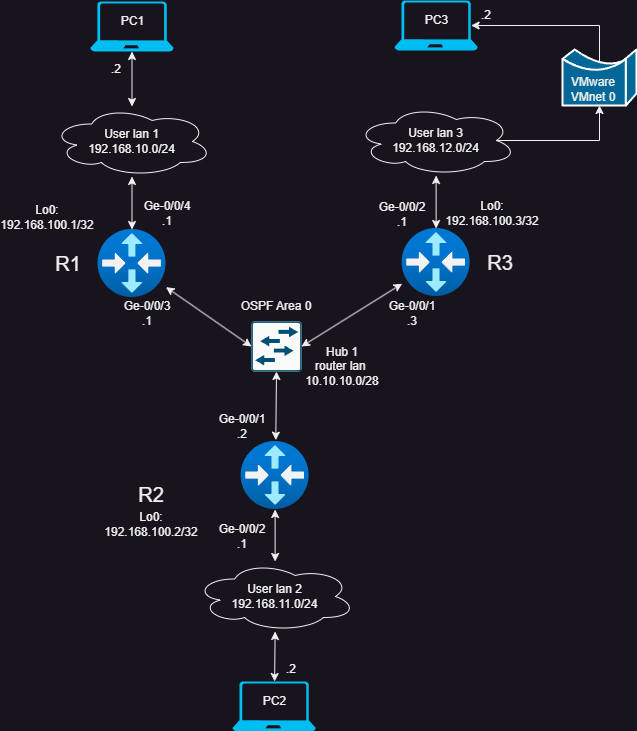 PC1
.2
User lan 1
192.168.10.0/24
Lo0:
192.168.100.1/32
Ge-0/0/4
.1
R1
Ge-0/0/3
.1
PC3
.2
VMware
VMnet 0
User lan 3
192.168.12.0/24
Ge-0/0/2
.1
Lo0:
192.168.100.3/32
R3
Ge-0/0/1
.3
OSPF Area 0
Hub 1
router lan
10.10.10.0/28
Ge-0/0/1
.2
R2
Lo0:
192.168.100.2/32
Ge-0/0/2
.1
User lan 2
192.168.11.0/24
.2
PC2